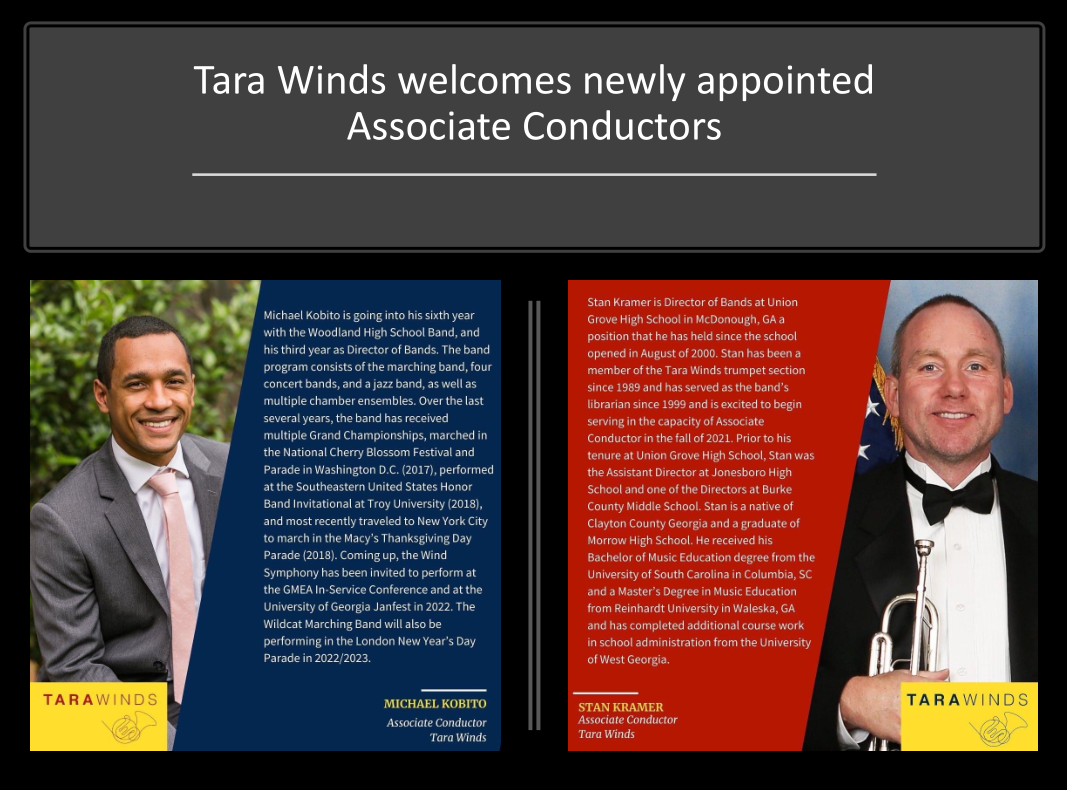 Tara Winds welcomes newly appointed
Associate Conductors
Michael Kobito is going into his sixth year
with the Woodland High School Band, and
his third year as Director of Bands. The band
program consists of the marching band, four
concert bands, and a jazz band, as well as
multiple chamber ensembles. Over the last
several years, the band has received
multiple Grand Championships, marched in
the National Cherry Blossom Festival and
Parade in Washington D.C. (2017), performed
at the Southeastern United States Honor
Band Invitational at Troy University (2018),
and most recently traveled to New York City
to march in the Macy's Thanksgiving Day
Parade (2018). Coming up, the Wind
Symphony has been invited to perform at
the GMEA In-Service Conference and at the
University of Georgia Janfest in 2022. The
Wildcat Marching Band will also be
performing in the London New Year's Day
Parade in 2022/2023.
TARAWINDS
MICHAEL KOBITO
Associate Conductor
Tara Winds
Stan Kramer is Director of Bands at Union
Grove High School in McDonough, GA a
position that he has held since the school
opened in August of 2000. Stan has been a
member of the Tara Winds trumpet section
since 1989 and has served as the band's
librarian since 1999 and is excited to begin
serving in the capacity of Associate
Conductor in the fall of 2021. Prior to his
tenure at Union Grove High School, Stan was
the Assistant Director at Jonesboro High
School and one of the Directors at Burke
County Middle School. Stan is a native of
Clayton County Georgia and a graduate of
Morrow High School. He received his
Bachelor of Music Education degree from the
University of South Carolina in Columbia, SC
and a Master's Degree in Music Education
from Reinhardt University in Waleska, GA
and has completed additional course work
in school administration from the University
of West Georgia.
STAN KRAMER
Associate Conductor
Tara Winds
TARAWINDS